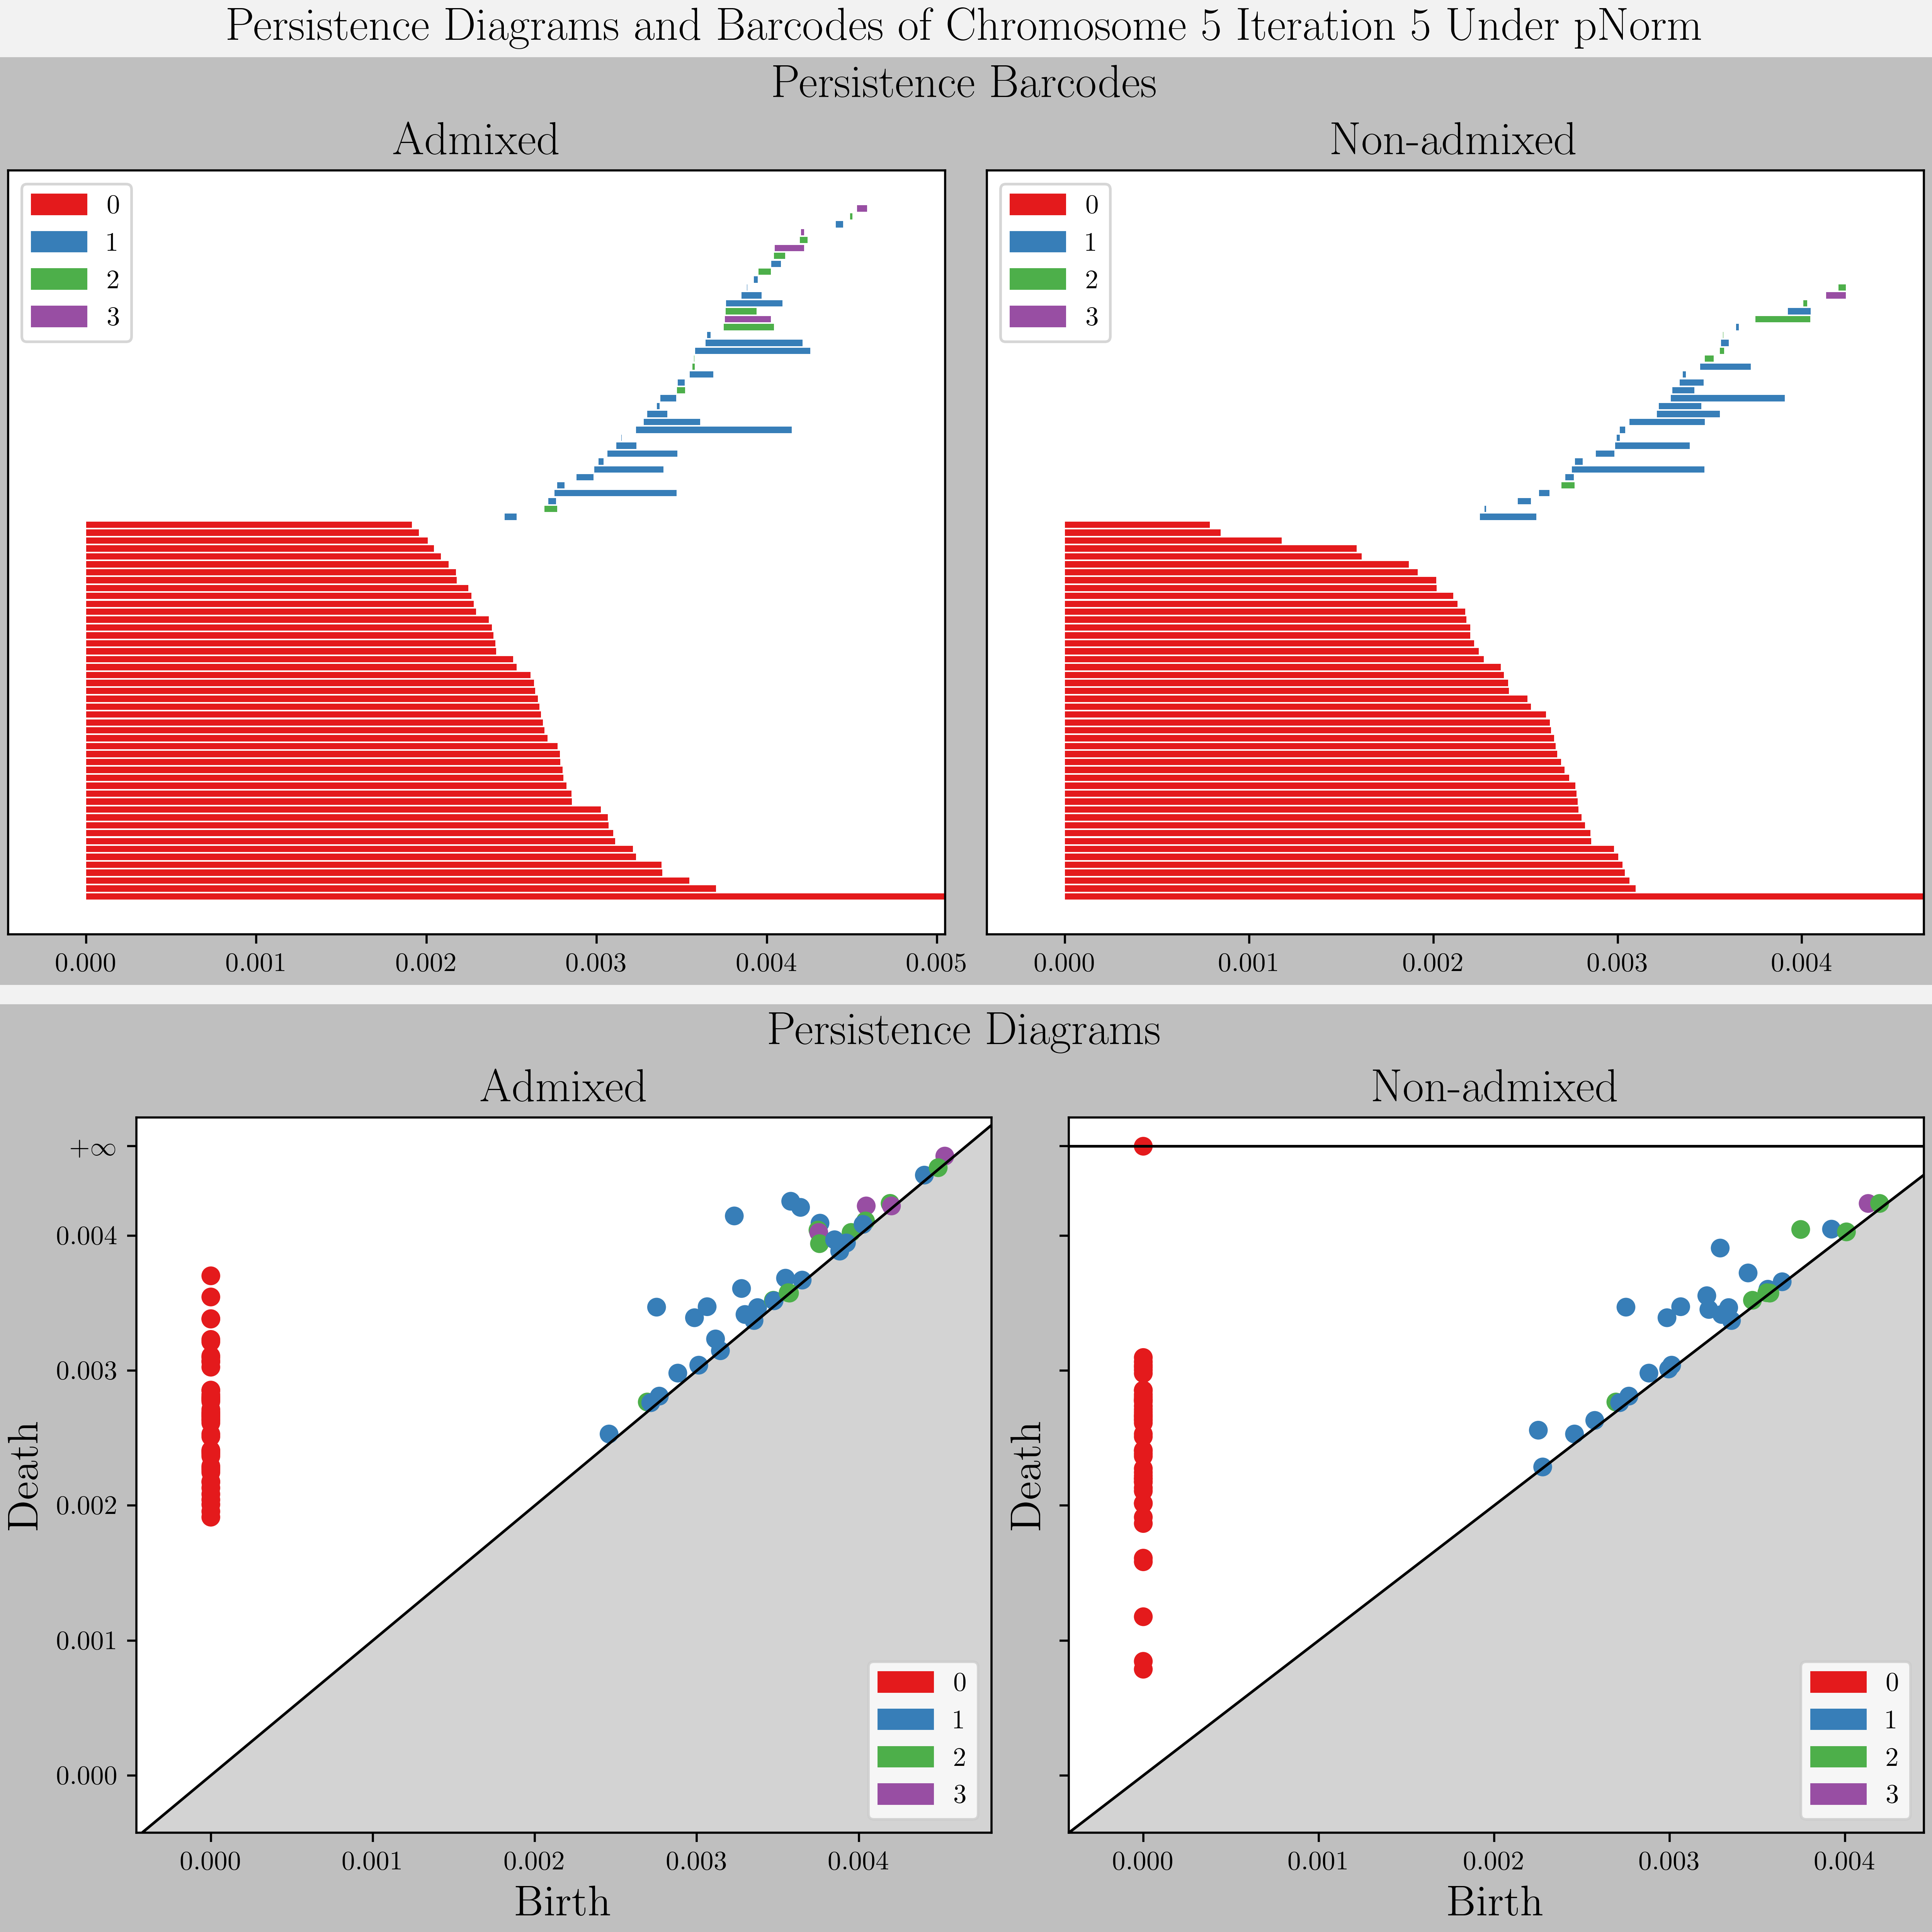 Persistence Diagrams and Barcodes of Chromosome 5 Iteration 5 Under pNorm
Persistence Barcodes
Admixed
0
1
2
3
0.000 0.001 0.002 0.003 0.004 0.005
Non-admixed
0
1
2
3
0.000 0.001 0.002 0.003 0.004
Persistence Diagrams
Admixed
Death
+∞
0.004
0.003
0.002
0.001
0.000
0
1
2
3
0.000 0.001 0.002 0.003 0.004
Birth
Non-admixed
Death
0
1
2
3
0.000 0.001 0.002 0.003 0.004
Birth